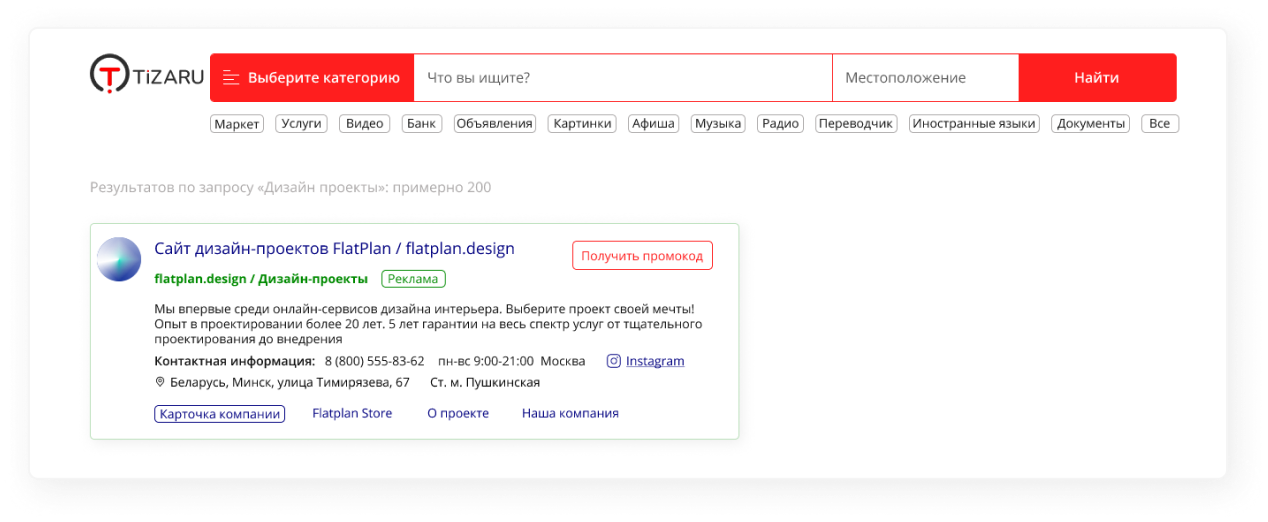 TiZARU Выберите категорию Что вы ищите? Местоположение Найти
Маркет Услуги Видео Банк Объявления Картинки Афиша Музыка Радио Переводчик Иностранные языки Документы Все
Результатов по запросу «Дизайн проекты»: примерно 200
Сайт дизайн-проектов FlatPlan / flatplan.design Получить промокод
flatplan.design / Дизайн-проекты Реклама
Мы впервые среди онлайн-сервисов дизайна интерьера. Выберите проект своей мечты!
Опыт в проектировании более 20 лет. 5 лет гарантии на весь спектр услуг от тщательного
проектирования до внедрения
Контактная информация: 8 (800) 555-83-62 пн-вс 9:00-21:00 Москва Instagram
Беларусь, Минск, улица Тимирязева, 67 Ст. м. Пушкинская
Карточка компании Flatplan Store О проекте Наша компания